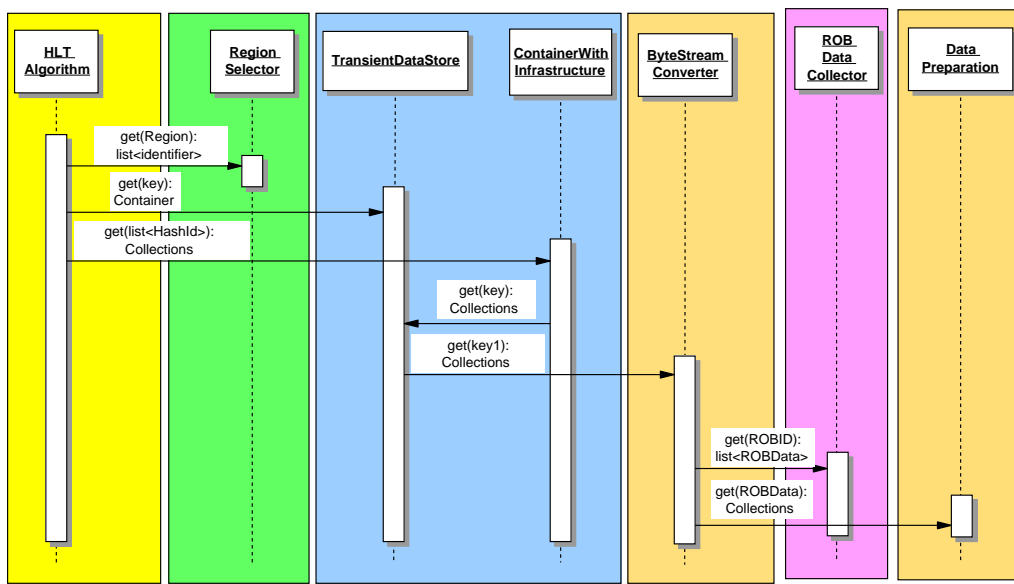 HLT
Algorithm
Region
Selector
TransientDataStore
ContainerWith
Infrastructure
ByteStream
Converter
ROB
Data
Collector
Data
Preparation
get(Region):
list<identifier>
get(key):
Container
get(list<HashId>):
Collections
get(key):
Collections
get(key1):
Collections
get(ROBID):
list<ROBData>
get(ROBData):
Collections